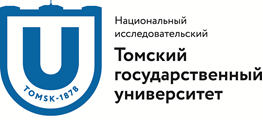 U
TOMSK-1878
Национальный
исследовательский
Томский
государственный
университет